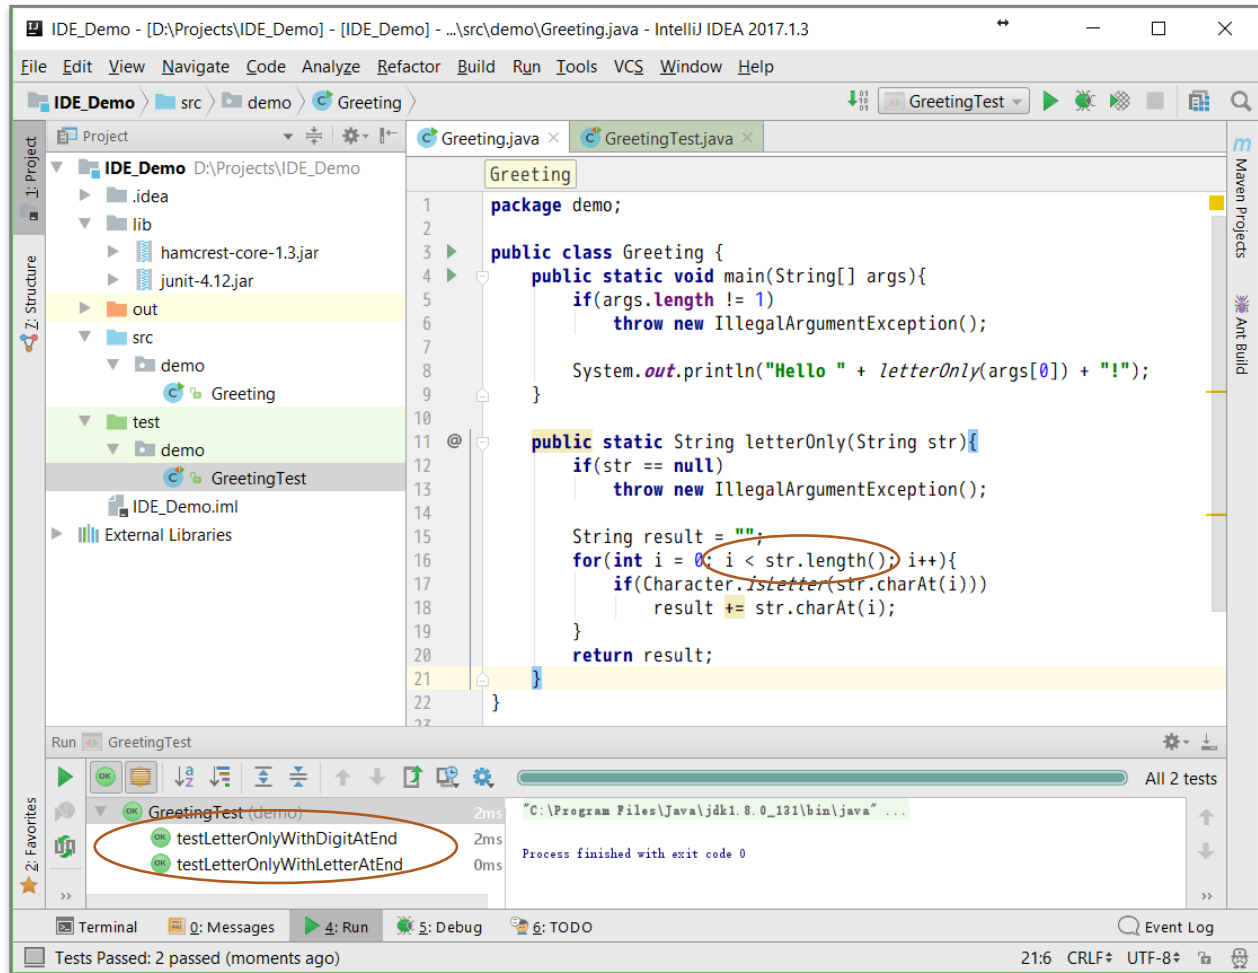 IDE_Demo - [D:\Projects\IDE_Demo] - [IDE_Demo] - ...\src\demo\Greeting.java - IntelliJ IDEA 2017.1.3
File Edit View Navigate Code Analyze Refactor Build Run Tools VCS Window Help
IDE_Demo src demo Greeting GreetingTest
1: Project
Z: Structure
2: Favorites
Project
IDE_Demo D:\Projects\IDE_Demo
.idea
lib
hamcrest-core-1.3.jar
junit-4.12.jar
out
src
demo
Greeting
test
demo
GreetingTest
IDE_Demo.iml
External Libraries
Greeting.java GreetingTest.java
Greeting
1 package demo;
2
3 public class Greeting {
4 public static void main(String[] args){
5 if(args.length != 1)
6 throw new IllegalArgumentException();
7
8 System.out.println("Hello " + letterOnly(args[0]) + "!");
9 }
10
11 @ public static String letterOnly(String str){
12 if(str == null)
13 throw new IllegalArgumentException();
14
15 String result = "";
16 for(int i = 0; i < str.length(); i++){
17 if(Character.isLetter(str.charAt(i)))
18 result += str.charAt(i);
19 }
20 return result;
21 }
22 }
23
Maven Projects
Ant Build
Run GreetingTest
All 2 tests
GreetingTest (demo) 2ms
testLetterOnlyWithDigitAtEnd 2ms
testLetterOnlyWithLetterAtEnd 0ms
"C:\Program Files\Java\jdk1.8.0_131\bin\java" ...
Process finished with exit code 0
Terminal 0: Messages 4: Run 5: Debug 6: TODO Event Log
Tests Passed: 2 passed (moments ago) 21:6 CRLF UTF-8